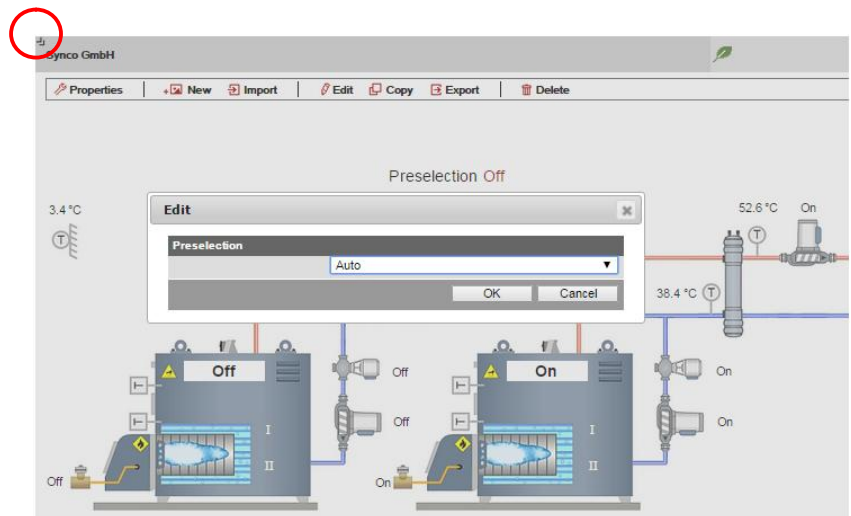 Synco GmbH
Properties New Import Edit Copy Export Delete
Preselection Off
3.4 °C
T
Edit
Preselection
Auto
OK Cancel
52.6 °C On
T
38.4 °C T
Off
I
II
Off
Off
Off
On
I
II
On
On
On